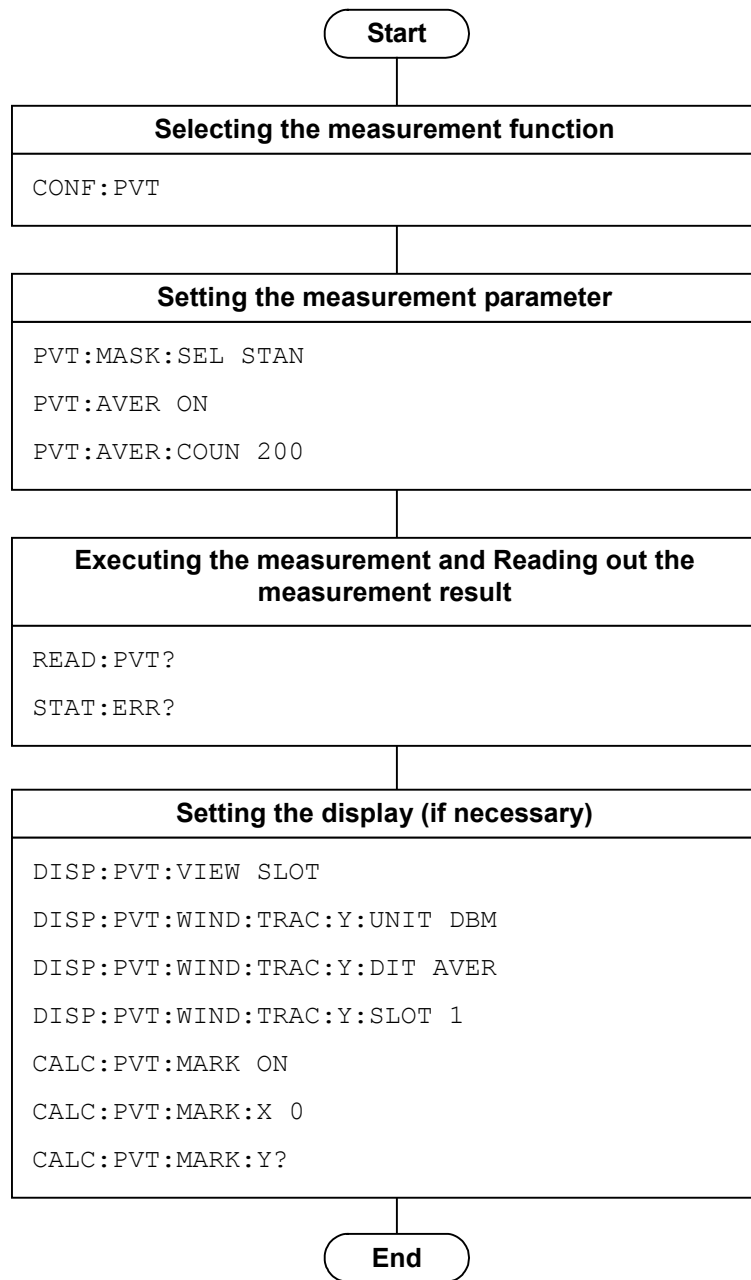 Start
Selecting the measurement function
CONF:PVT
Setting the measurement parameter
PVT:MASK:SEL STAN
PVT:AVER ON
PVT:AVER:COUN 200
Executing the measurement and Reading out the
measurement result
READ:PVT?
STAT:ERR?
Setting the display (if necessary)
DISP:PVT:VIEW SLOT
DISP:PVT:WIND:TRAC:Y:UNIT DBM
DISP:PVT:WIND:TRAC:Y:DIT AVER
DISP:PVT:WIND:TRAC:Y:SLOT 1
CALC:PVT:MARK ON
CALC:PVT:MARK:X 0
CALC:PVT:MARK:Y?
End